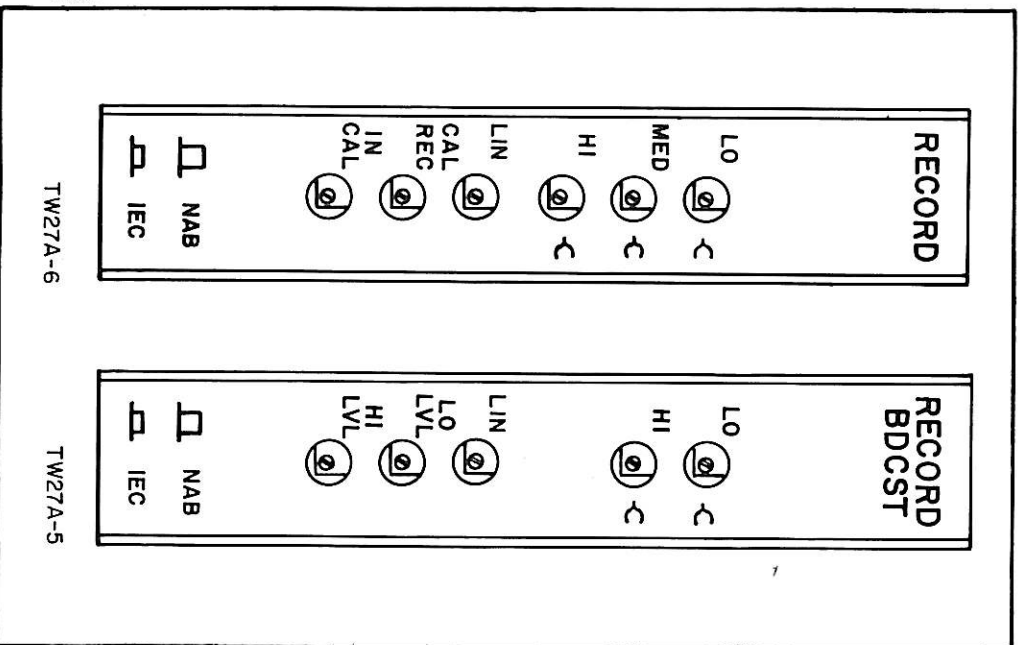 RECORD
LO
MED
HI
LIN
CAL
REC
IN
CAL
NAB
IEC
TW27A-6
RECORD
BDCST
LO
HI
LIN
LO
LVL
HI
LVL
NAB
IEC
TW27A-5